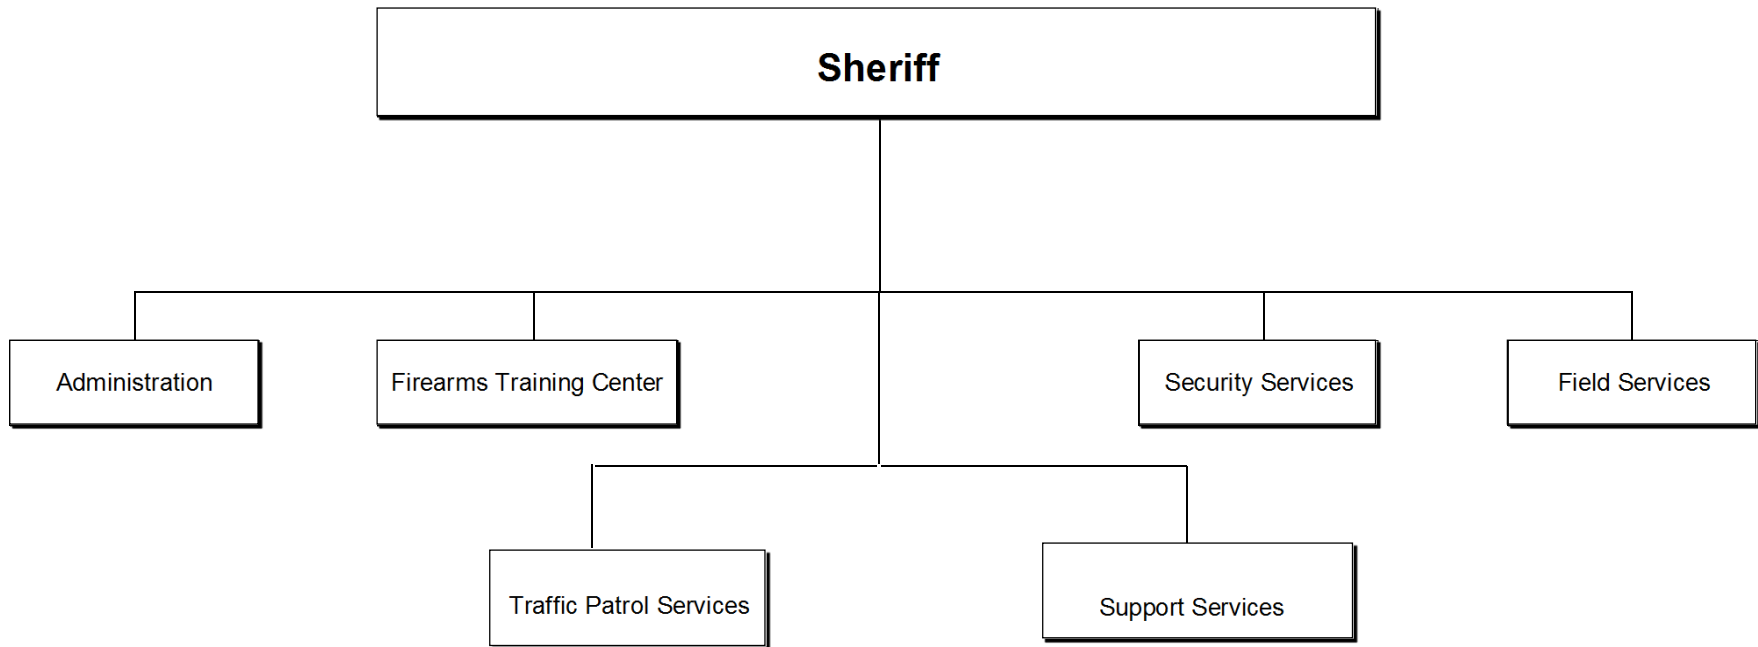 Sheriff
Administration
Firearms Training Center
Security Services
Field Services
Traffic Patrol Services
Support Services